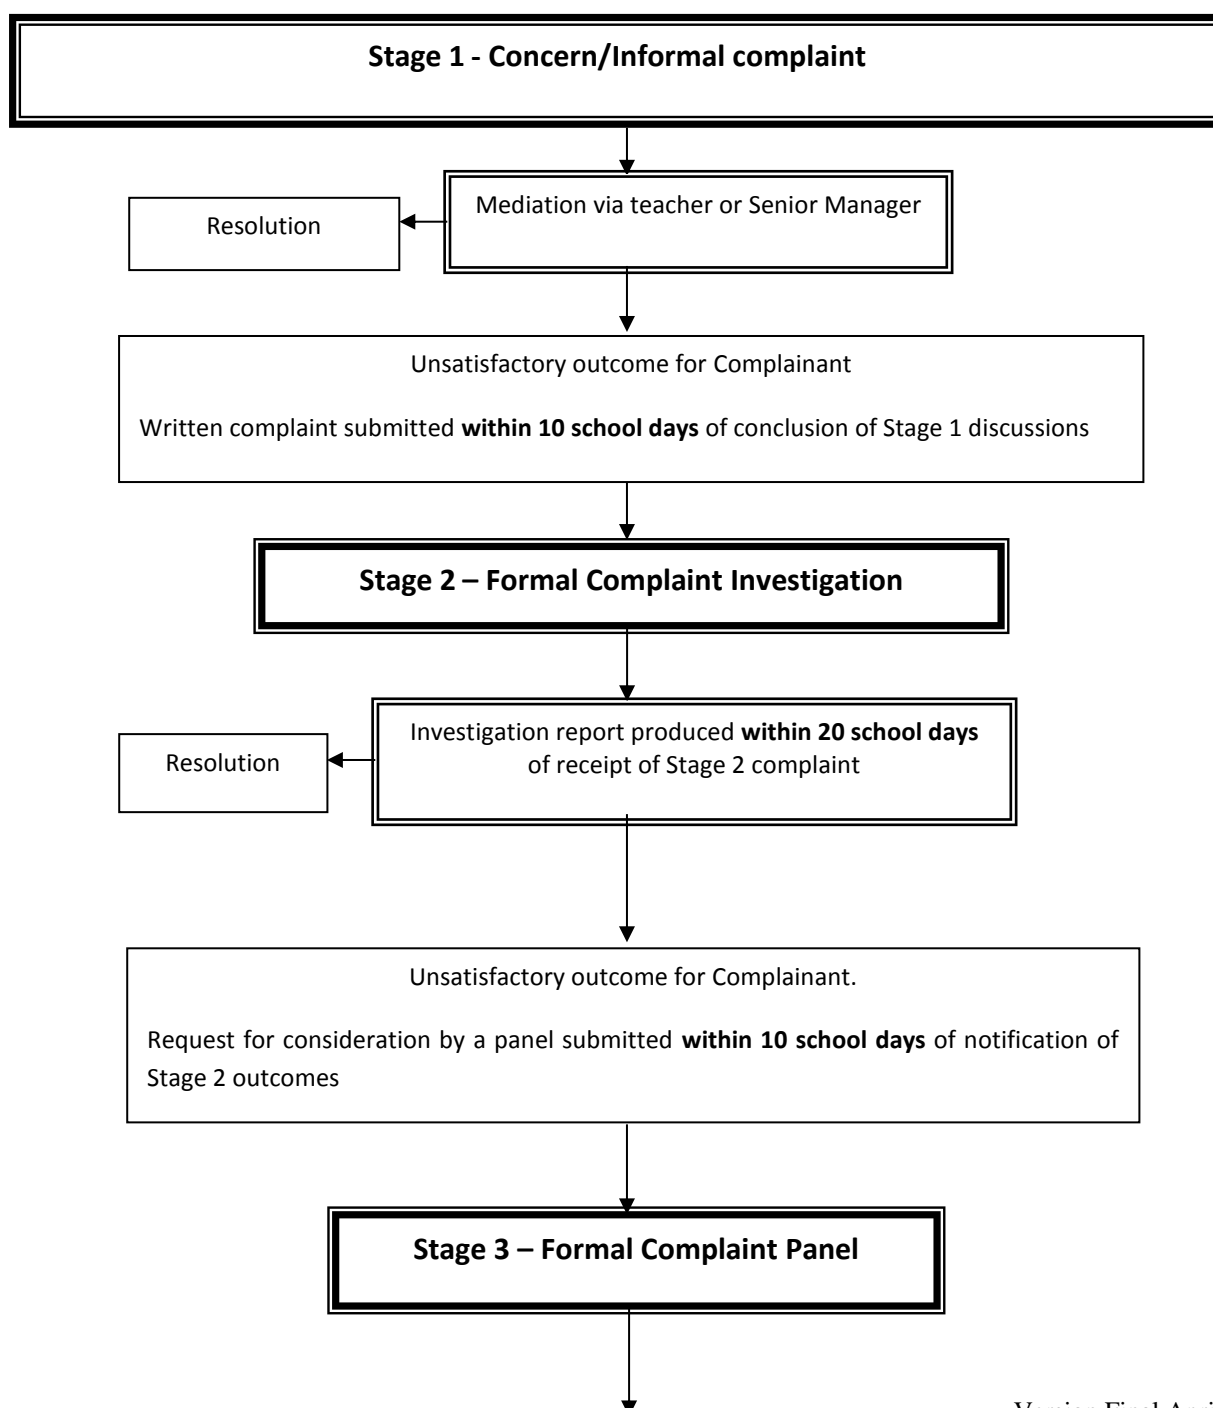 Stage 1 - Concern/Informal complaint
Mediation via teacher or Senior Manager
Resolution
Unsatisfactory outcome for Complainant
Written complaint submitted within 10 school days of conclusion of Stage 1 discussions
Stage 2 – Formal Complaint Investigation
Investigation report produced within 20 school days
of receipt of Stage 2 complaint
Resolution
Unsatisfactory outcome for Complainant.
Request for consideration by a panel submitted within 10 school days of notification of
Stage 2 outcomes
Stage 3 – Formal Complaint Panel
Version Final